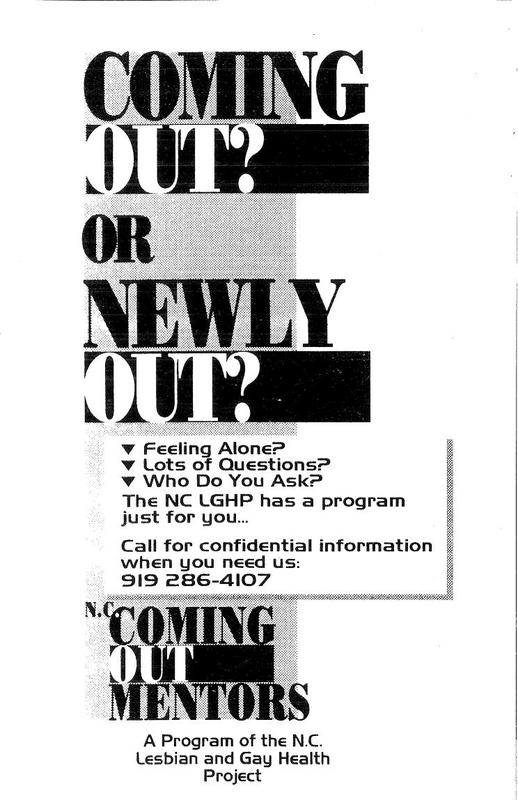 COMING
OUT?
OR
NEWLY
OUT?
▼ Feeling Alone?
▼ Lots of Questions?
▼ Who Do You Ask?
The NC LGHP has a program
just for you...
Call for confidential information
when you need us:
919 286-4107
N.C.
COMING
OUT
MENTORS
A Program of the N.C.
Lesbian and Gay Health
Project